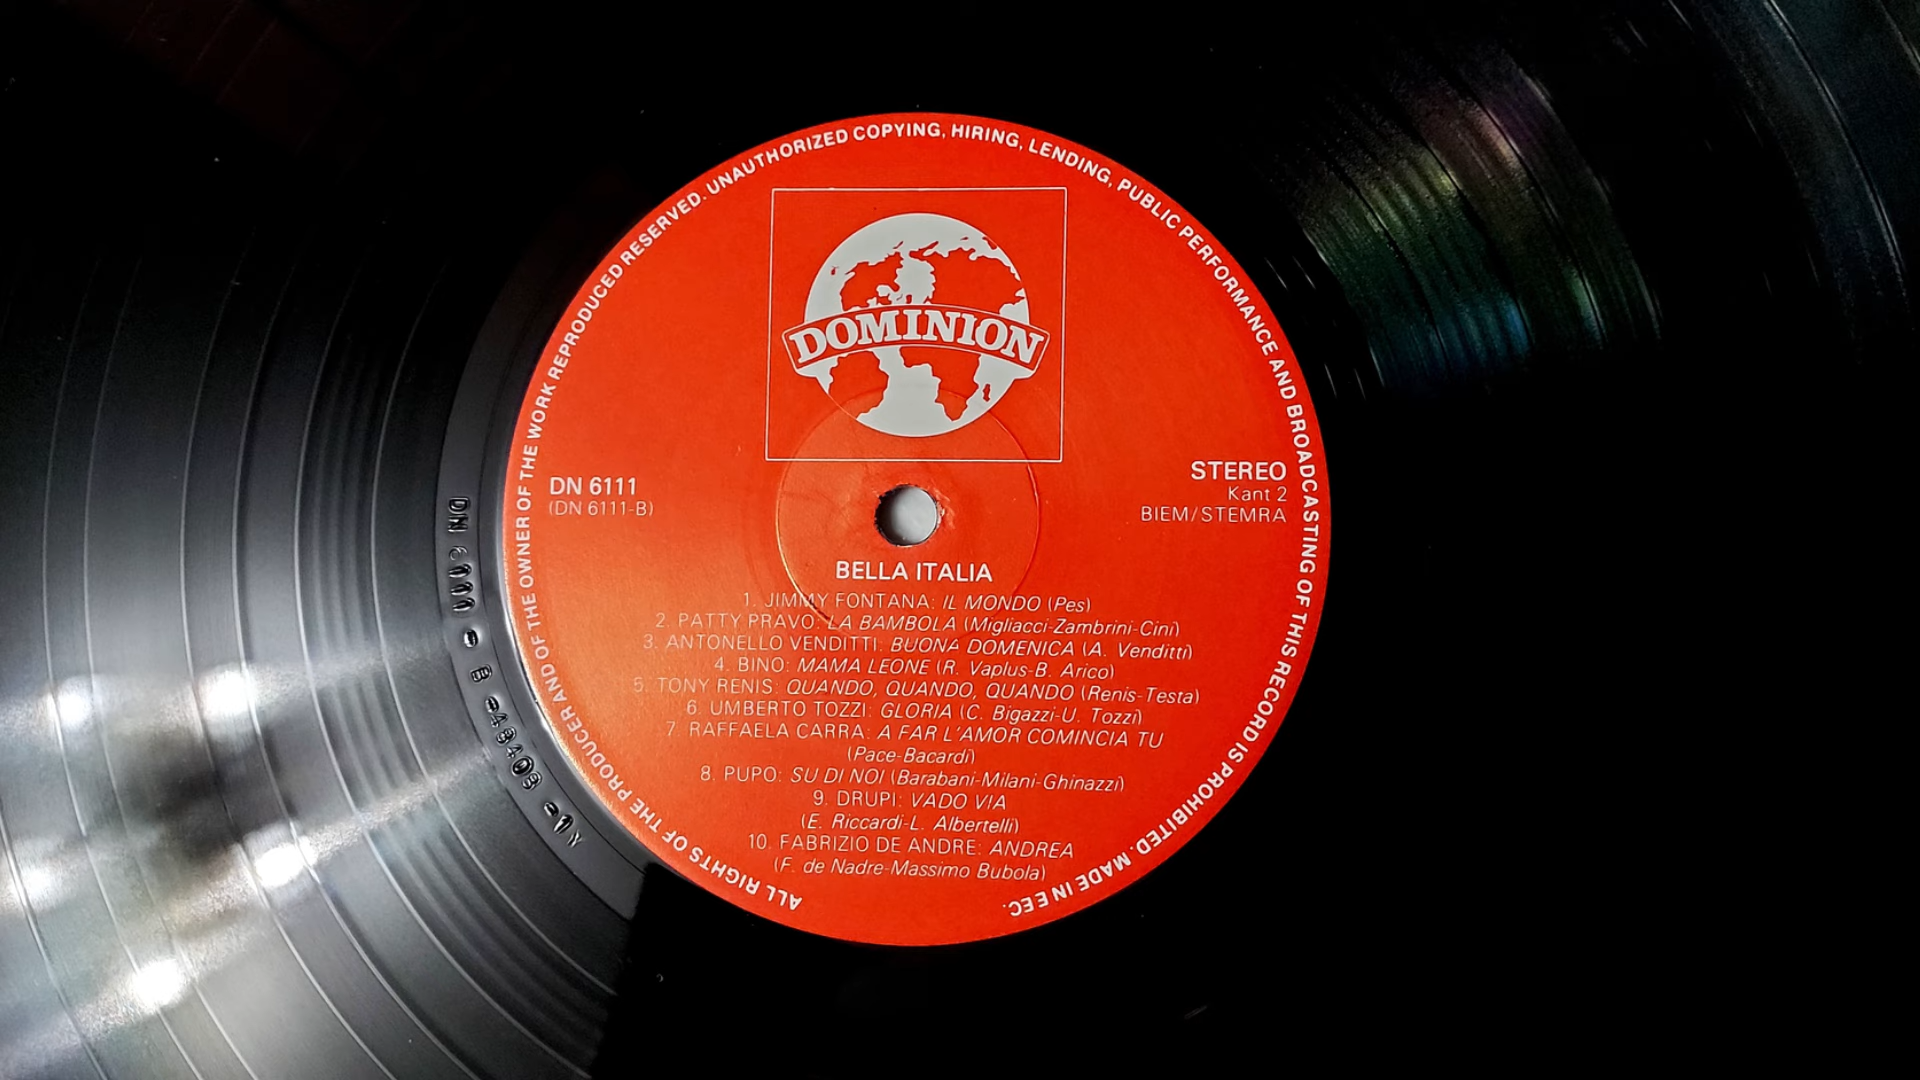 ALL RIGHTS OF THE PRODUCER AND OF THE OWNER OF THE WORK REPRODUCED RESERVED. UNAUTHORIZED COPYING, HIRING, LENDING, PUBLIC PERFORMANCE AND BROADCASTING OF THIS RECORD IS PROHIBITED. MADE IN EEC.
DOMINION
DN 6111
(DN 6111-B)
STEREO
Kant 2
BIEM/STEMRA
BELLA ITALIA
1. JIMMY FONTANA: IL MONDO (Pes)
2. PATTY PRAVO: LA BAMBOLA (Migliacci-Zambrini-Cini)
3. ANTONELLO VENDITTI: BUONA DOMENICA (A. Venditti)
4. BINO: MAMA LEONE (R. Vaplus-B. Arico)
5. TONY RENIS: QUANDO, QUANDO, QUANDO (Renis-Testa)
6. UMBERTO TOZZI: GLORIA (C. Bigazzi-U. Tozzi)
7. RAFFAELA CARRA: A FAR L'AMOR COMINCIA TU
(Pace-Bacardi)
8. PUPO: SU DI NOI (Barabani-Milani-Ghinazzi)
9. DRUPI: VADO VIA
(E. Riccardi-L. Albertelli)
10. FABRIZIO DE ANDRE: ANDREA
(F. de Nadre-Massimo Bubola)